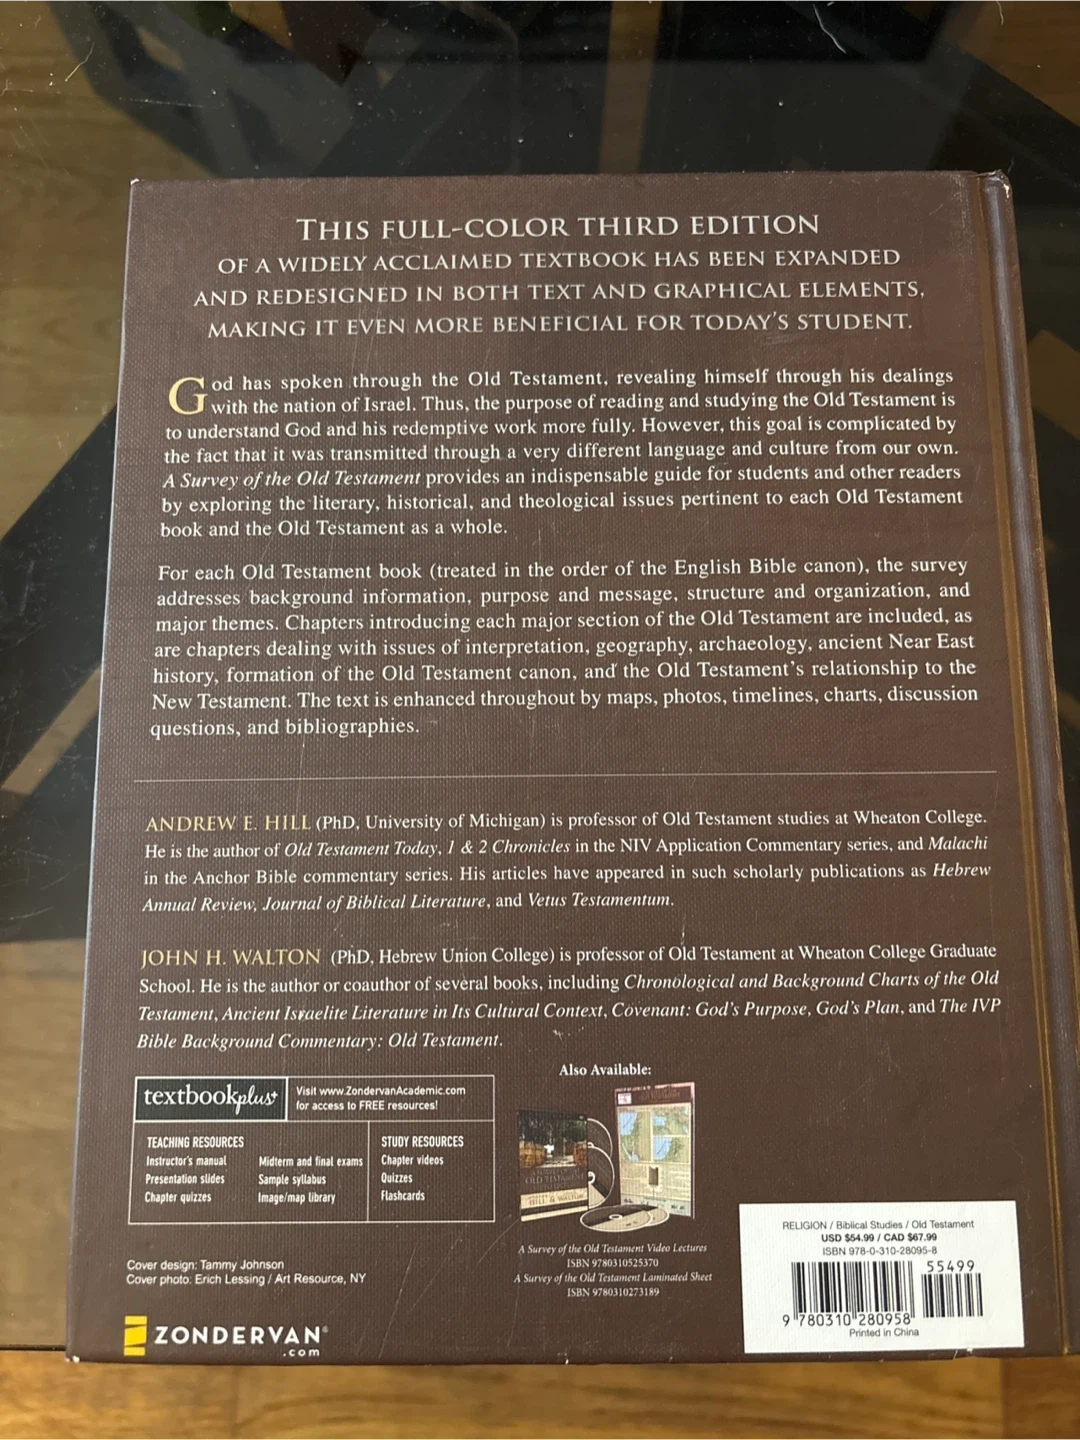 THIS FULL-COLOR THIRD EDITION
OF A WIDELY ACCLAIMED TEXTBOOK HAS BEEN EXPANDED
AND REDESIGNED IN BOTH TEXT AND GRAPHICAL ELEMENTS,
MAKING IT EVEN MORE BENEFICIAL FOR TODAY'S STUDENT.
God has spoken through the Old Testament, revealing himself through his dealings
with the nation of Israel. Thus, the purpose of reading and studying the Old Testament is
to understand God and his redemptive work more fully. However, this goal is complicated by
the fact that it was transmitted through a very different language and culture from our own.
A Survey of the Old Testament provides an indispensable guide for students and other readers
by exploring the literary, historical, and theological issues pertinent to each Old Testament
book and the Old Testament as a whole.
For each Old Testament book (treated in the order of the English Bible canon), the survey
addresses background information, purpose and message, structure and organization, and
major themes. Chapters introducing each major section of the Old Testament are included, as
are chapters dealing with issues of interpretation, geography, archaeology, ancient Near East
history, formation of the Old Testament canon, and the Old Testament's relationship to the
New Testament. The text is enhanced throughout by maps, photos, timelines, charts, discussion
questions, and bibliographies.
ANDREW E. HILL (PhD, University of Michigan) is professor of Old Testament studies at Wheaton College.
He is the author of Old Testament Today, 1 & 2 Chronicles in the NIV Application Commentary series, and Malachi
in the Anchor Bible commentary series. His articles have appeared in such scholarly publications as Hebrew
Annual Review, Journal of Biblical Literature, and Vetus Testamentum.
JOHN H. WALTON (PhD, Hebrew Union College) is professor of Old Testament at Wheaton College Graduate
School. He is the author or coauthor of several books, including Chronological and Background Charts of the Old
Testament, Ancient Israelite Literature in Its Cultural Context, Covenant: God's Purpose, God's Plan, and The IVP
Bible Background Commentary: Old Testament.
textbookplus+
Visit www.ZondervanAcademic.com
for access to FREE resources!
TEACHING RESOURCES
Instructor's manual
Presentation slides
Chapter quizzes
Midterm and final exams
Sample syllabus
Image/map library
STUDY RESOURCES
Chapter videos
Quizzes
Flashcards
Also Available:
OLD TESTAMENT
HILL & WALTON
A Survey of the Old Testament Video Lectures
ISBN 9780310525370
A Survey of the Old Testament Laminated Sheet
ISBN 9780310273189
Cover design: Tammy Johnson
Cover photo: Erich Lessing / Art Resource, NY
ZONDERVAN®
.com
RELIGION / Biblical Studies / Old Testament
USD $54.99 / CAD $67.99
ISBN 978-0-310-28095-8
55499
9 780310 280958
Printed in China